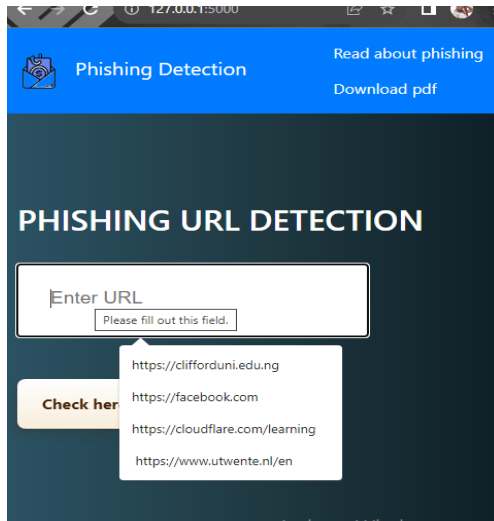 127.0.0.1:5000
Phishing Detection
Read about phishing
Download pdf
PHISHING URL DETECTION
Enter URL
Please fill out this field.
https://clifforduni.edu.ng
https://facebook.com
https://cloudflare.com/learning
https://www.utwente.nl/en
Check her